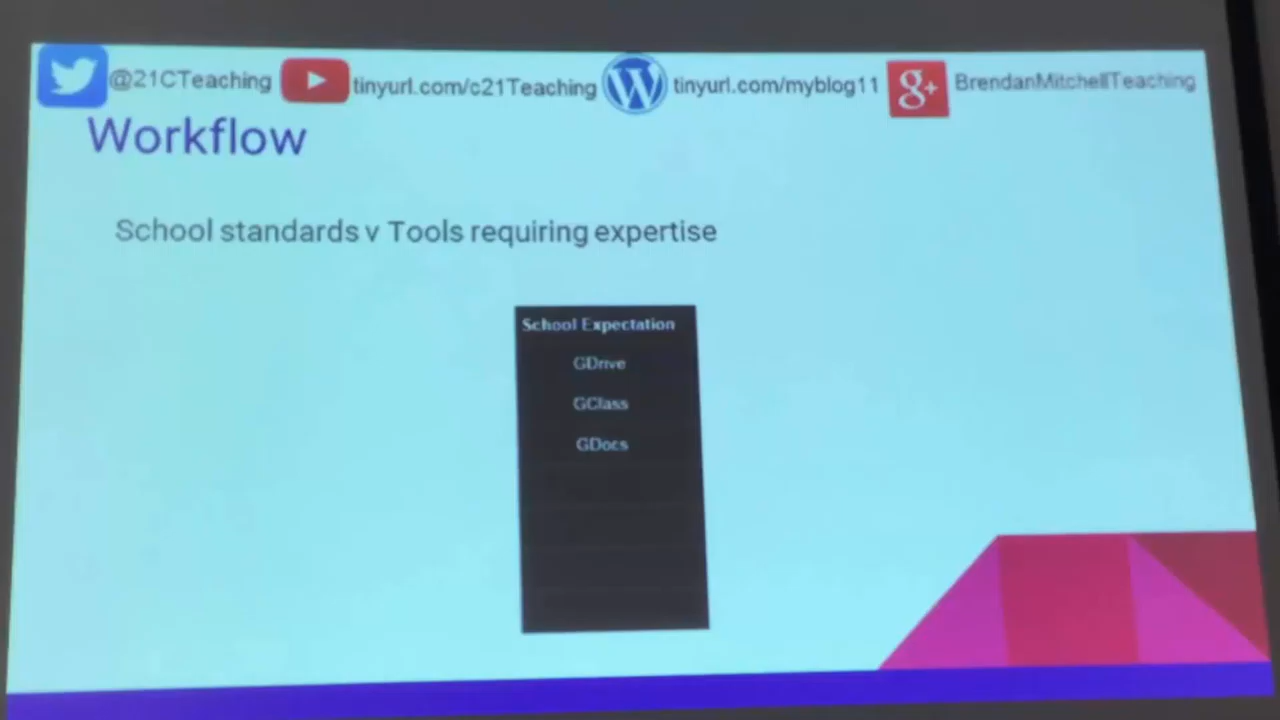 @21CTeaching tinyurl.com/c21Teaching tinyurl.com/myblog11 g+ BrendanMitchellTeaching
Workflow
School standards v Tools requiring expertise
School Expectation
GDrive
GClass
GDocs